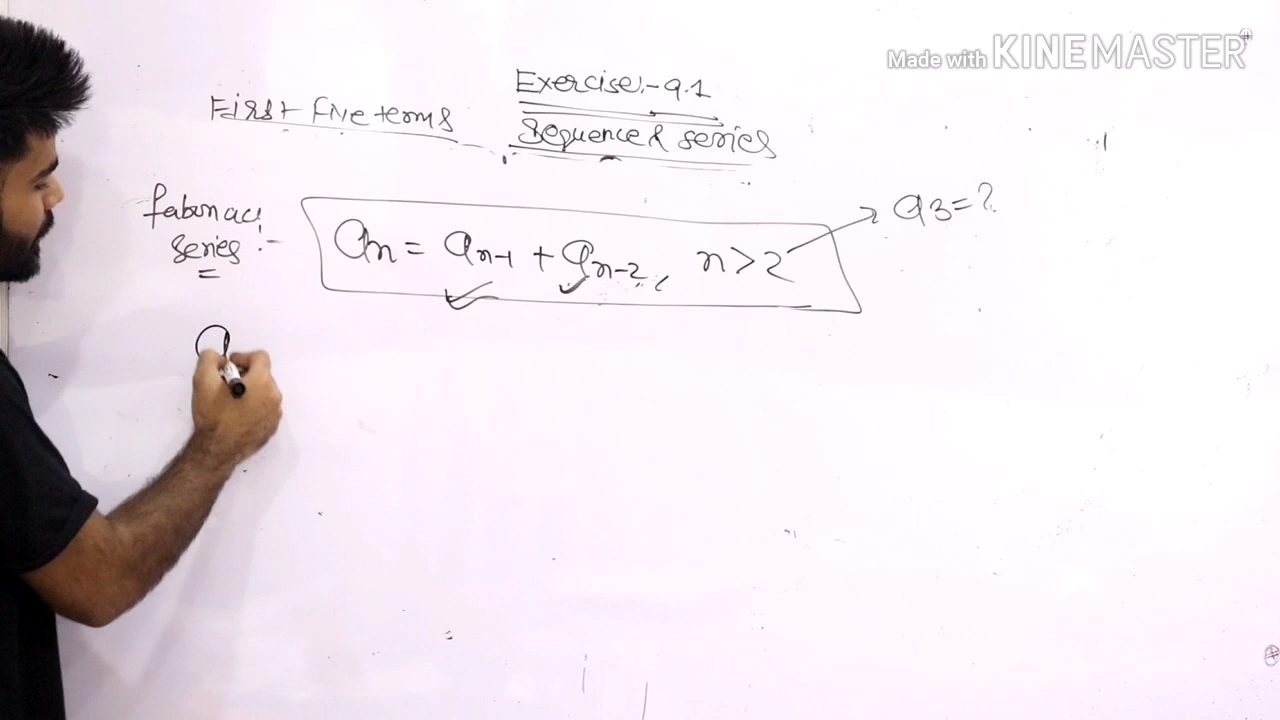 Made with KINEMASTER
Exercise:- 9.1
First five terms
Sequence & series
fabonaci
series :-
an = an-1 + an-2, n>2
a3 = ?
a